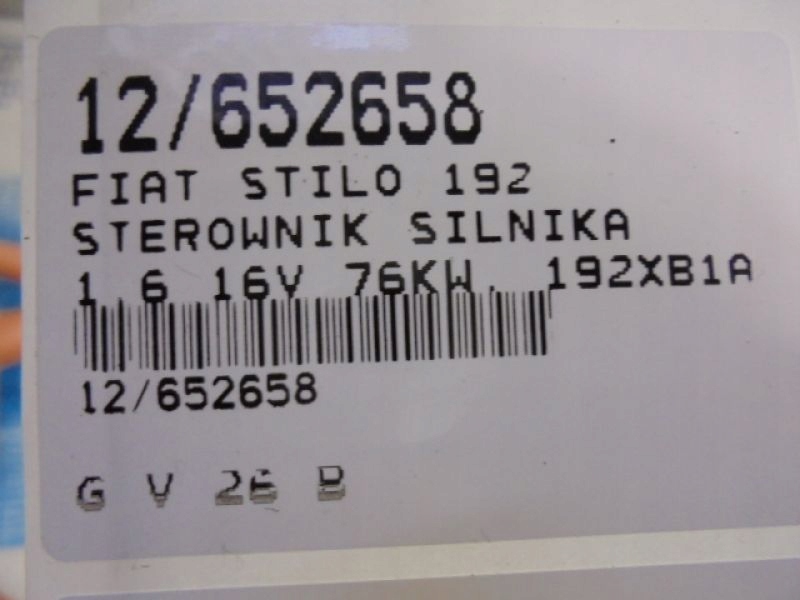 12/652658
FIAT STILO 192
STEROWNIK SILNIKA
1.6 16V 76KW, 192XB1A
12/652658
G V 26 B